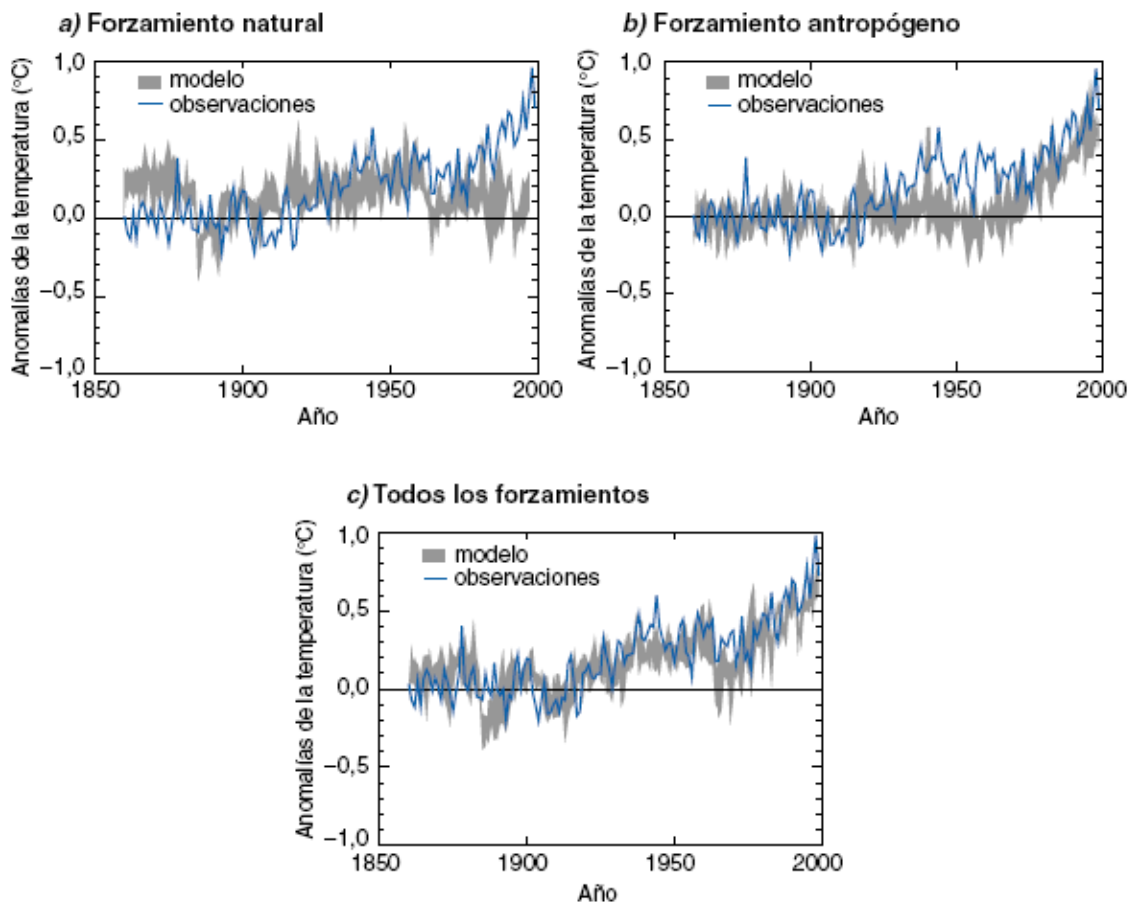 a) Forzamiento natural
modelo
observaciones
Anomalías de la temperatura (°C)
1,0
0,5
0,0
−0,5
−1,0
1850
1900
1950
2000
Año
b) Forzamiento antropógeno
modelo
observaciones
Anomalías de la temperatura (°C)
1,0
0,5
0,0
−0,5
−1,0
1850
1900
1950
2000
Año
c) Todos los forzamientos
modelo
observaciones
Anomalías de la temperatura (°C)
1,0
0,5
0,0
−0,5
−1,0
1850
1900
1950
2000
Año